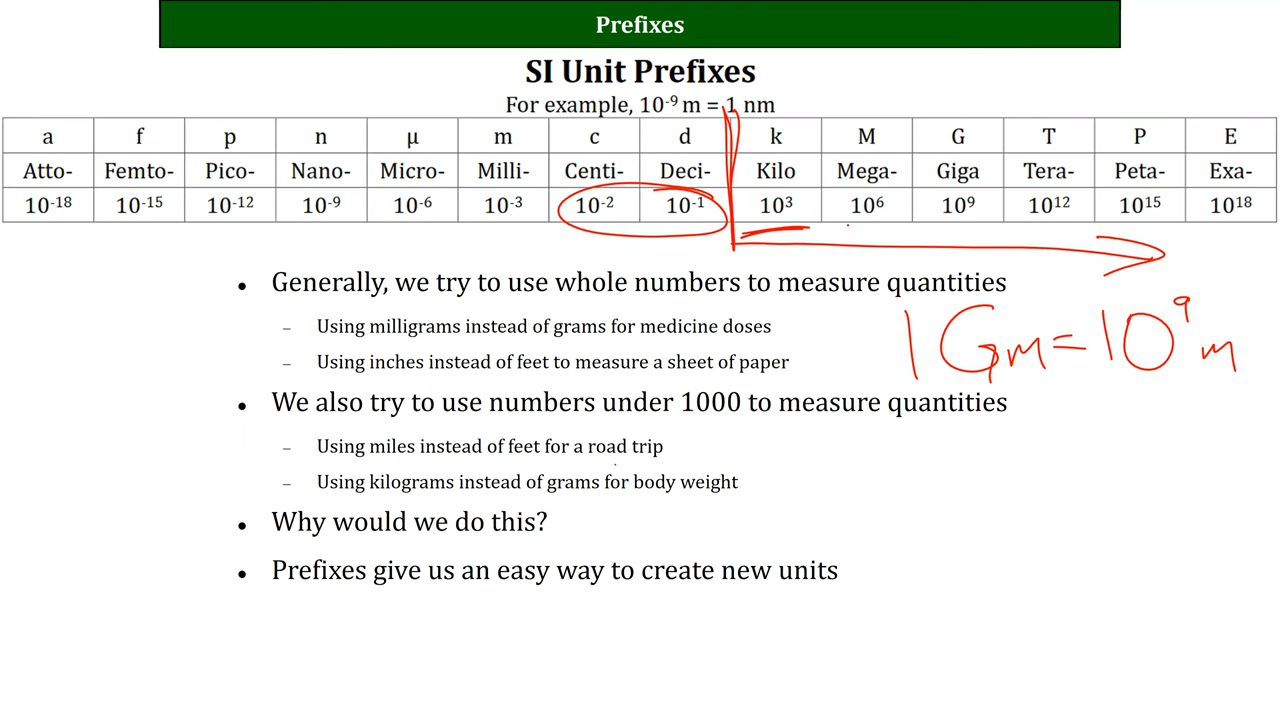 Prefixes
SI Unit Prefixes
For example, 10⁻⁹ m = 1 nm
a f p n μ m c d k M G T P E
Atto- Femto- Pico- Nano- Micro- Milli- Centi- Deci- Kilo Mega- Giga Tera- Peta- Exa-
10⁻¹⁸ 10⁻¹⁵ 10⁻¹² 10⁻⁹ 10⁻⁶ 10⁻³ 10⁻² 10⁻¹ 10³ 10⁶ 10⁹ 10¹² 10¹⁵ 10¹⁸
• Generally, we try to use whole numbers to measure quantities
– Using milligrams instead of grams for medicine doses
– Using inches instead of feet to measure a sheet of paper
1 Gm = 10⁹ m
• We also try to use numbers under 1000 to measure quantities
– Using miles instead of feet for a road trip
– Using kilograms instead of grams for body weight
• Why would we do this?
• Prefixes give us an easy way to create new units